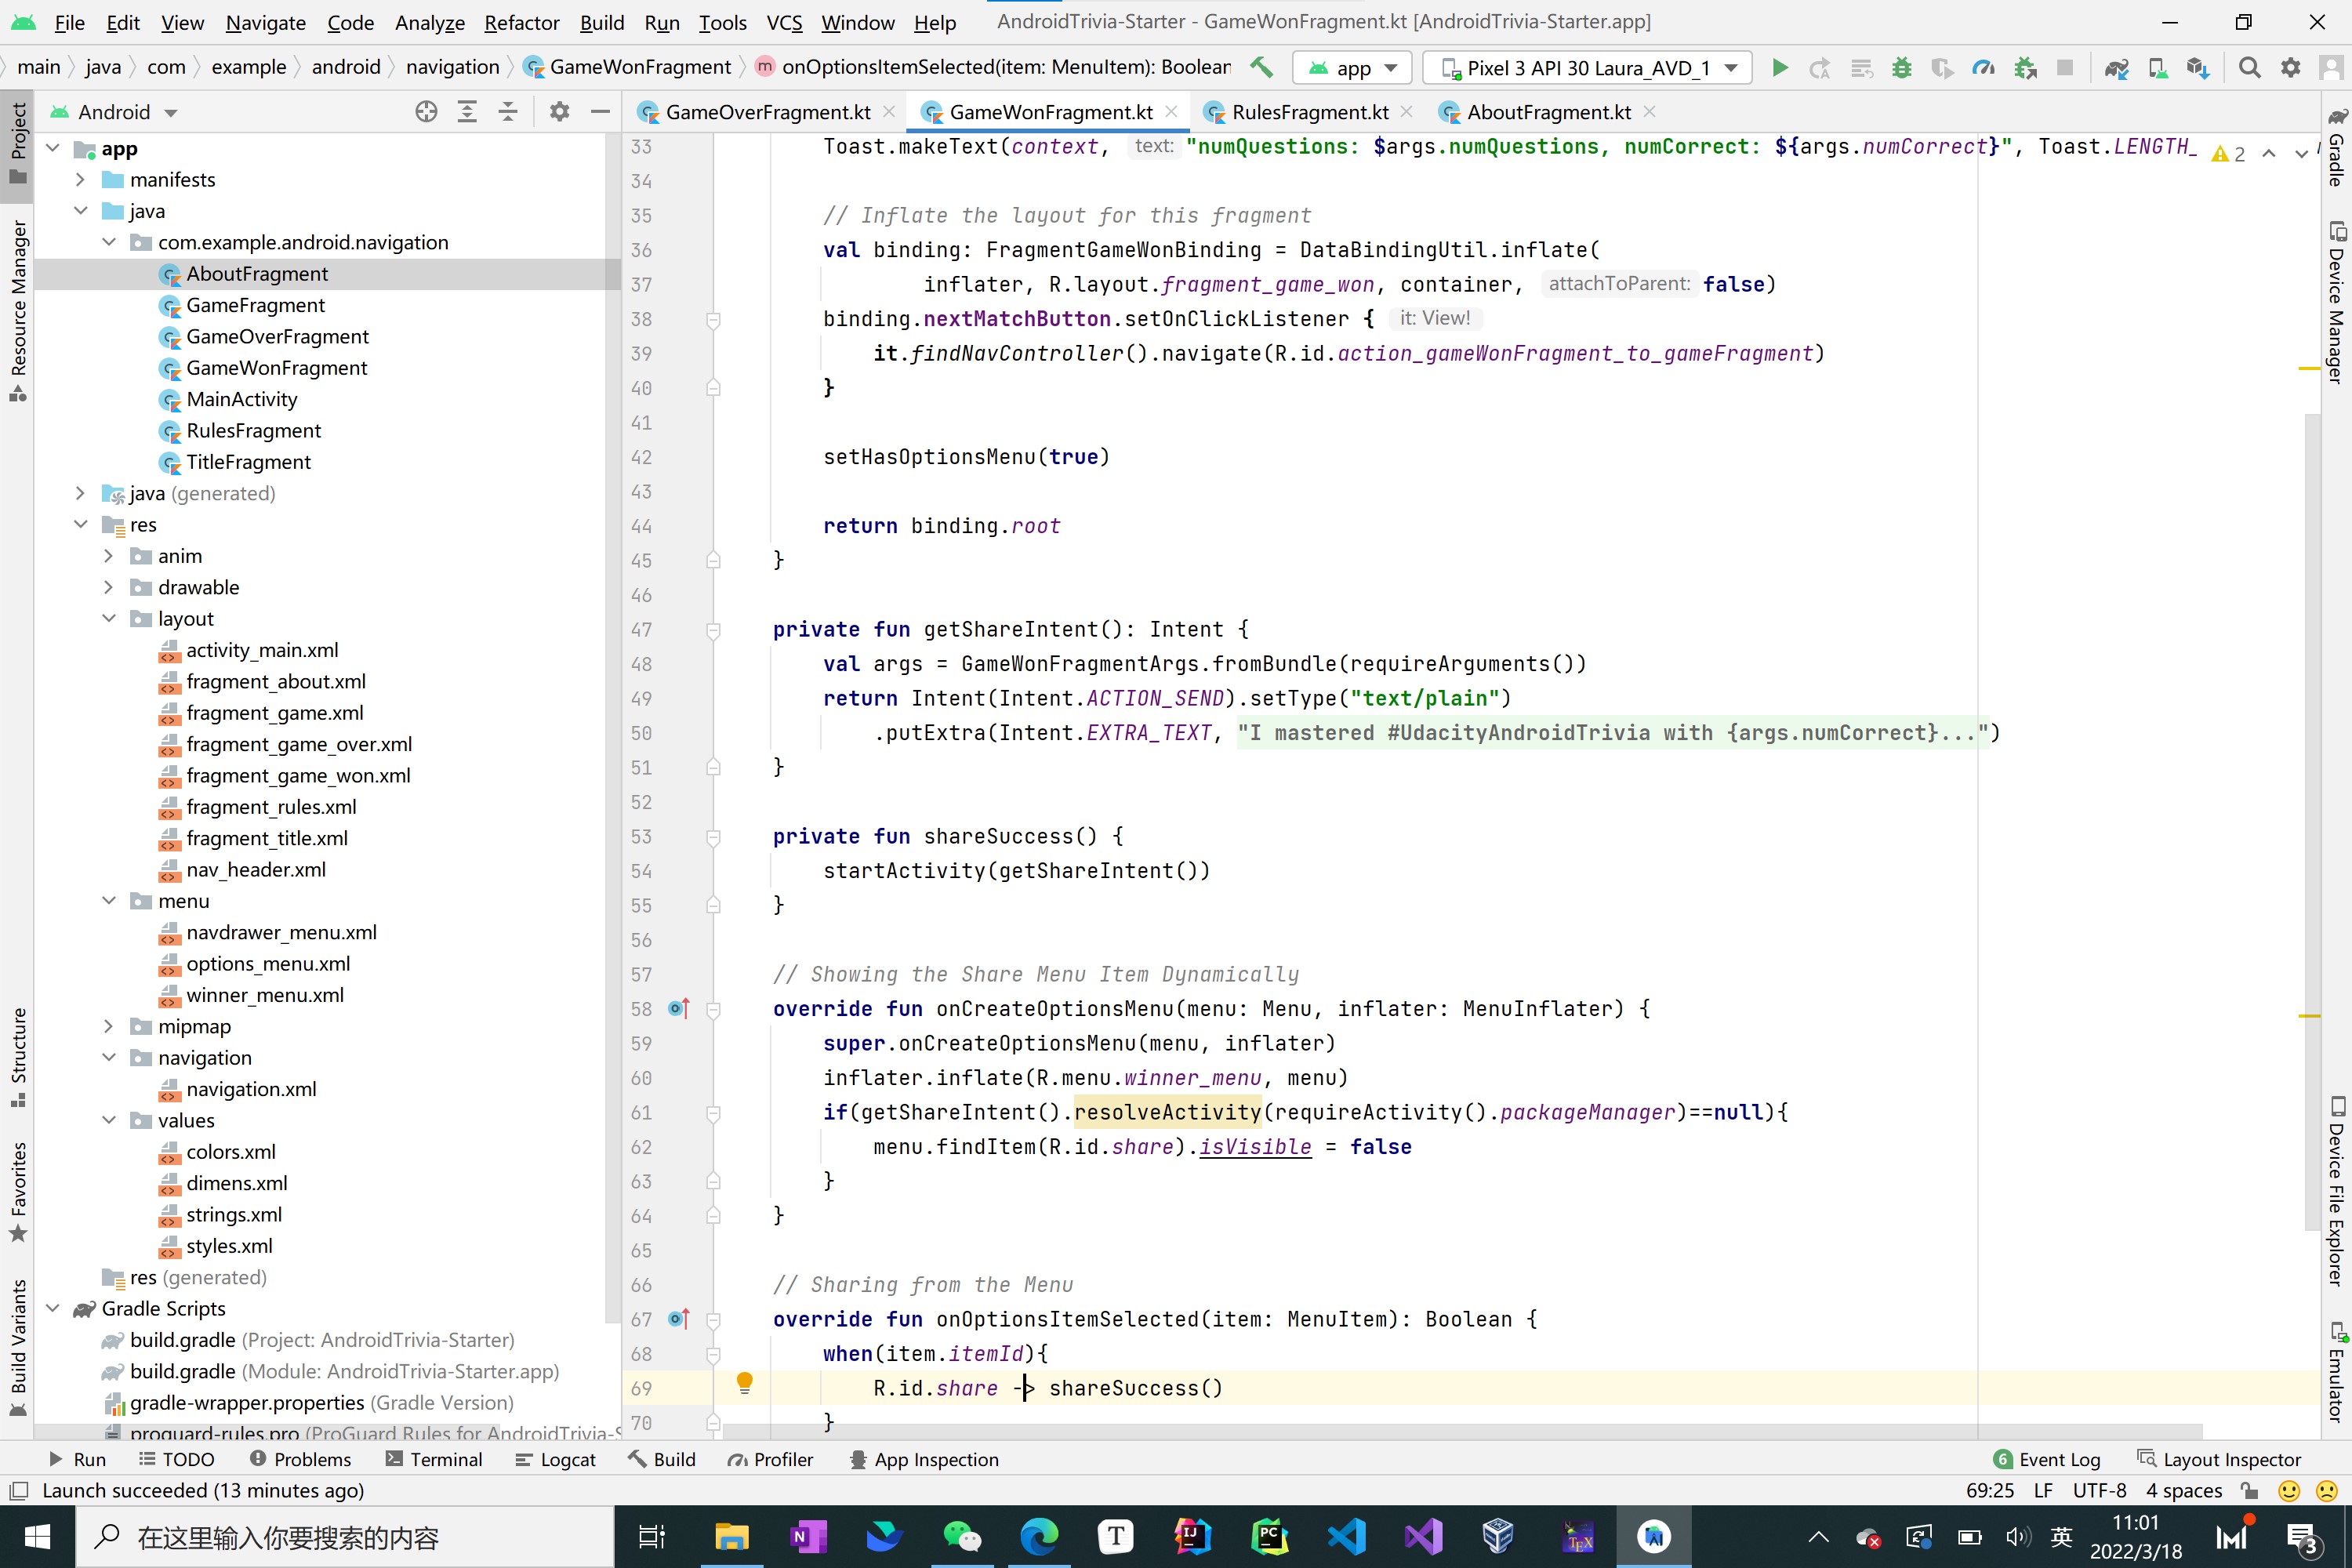 File Edit View Navigate Code Analyze Refactor Build Run Tools VCS Window Help AndroidTrivia-Starter - GameWonFragment.kt [AndroidTrivia-Starter.app]
main java com example android navigation GameWonFragment onOptionsItemSelected(item: MenuItem): Boolean app Pixel 3 API 30 Laura_AVD_1
Android
GameOverFragment.kt GameWonFragment.kt RulesFragment.kt AboutFragment.kt
Project
Resource Manager
Structure
Favorites
Build Variants
app
manifests
java
com.example.android.navigation
AboutFragment
GameFragment
GameOverFragment
GameWonFragment
MainActivity
RulesFragment
TitleFragment
java (generated)
res
anim
drawable
layout
activity_main.xml
fragment_about.xml
fragment_game.xml
fragment_game_over.xml
fragment_game_won.xml
fragment_rules.xml
fragment_title.xml
nav_header.xml
menu
navdrawer_menu.xml
options_menu.xml
winner_menu.xml
mipmap
navigation
navigation.xml
values
colors.xml
dimens.xml
strings.xml
styles.xml
res (generated)
Gradle Scripts
build.gradle (Project: AndroidTrivia-Starter)
build.gradle (Module: AndroidTrivia-Starter.app)
gradle-wrapper.properties (Gradle Version)
proguard-rules.pro (ProGuard Rules for AndroidTrivia-S
33 Toast.makeText(context, text: "numQuestions: $args.numQuestions, numCorrect: ${args.numCorrect}", Toast.LENGTH_ 2
34
35 // Inflate the layout for this fragment
36 val binding: FragmentGameWonBinding = DataBindingUtil.inflate(
37 inflater, R.layout.fragment_game_won, container, attachToParent: false)
38 binding.nextMatchButton.setOnClickListener { it: View!
39 it.findNavController().navigate(R.id.action_gameWonFragment_to_gameFragment)
40 }
41
42 setHasOptionsMenu(true)
43
44 return binding.root
45 }
46
47 private fun getShareIntent(): Intent {
48 val args = GameWonFragmentArgs.fromBundle(requireArguments())
49 return Intent(Intent.ACTION_SEND).setType("text/plain")
50 .putExtra(Intent.EXTRA_TEXT, "I mastered #UdacityAndroidTrivia with {args.numCorrect}...")
51 }
52
53 private fun shareSuccess() {
54 startActivity(getShareIntent())
55 }
56
57 // Showing the Share Menu Item Dynamically
58 override fun onCreateOptionsMenu(menu: Menu, inflater: MenuInflater) {
59 super.onCreateOptionsMenu(menu, inflater)
60 inflater.inflate(R.menu.winner_menu, menu)
61 if(getShareIntent().resolveActivity(requireActivity().packageManager)==null){
62 menu.findItem(R.id.share).isVisible = false
63 }
64 }
65
66 // Sharing from the Menu
67 override fun onOptionsItemSelected(item: MenuItem): Boolean {
68 when(item.itemId){
69 R.id.share -> shareSuccess()
70 }
Gradle
Device Manager
Device File Explorer
Emulator
Run TODO Problems Terminal Logcat Build Profiler App Inspection 6 Event Log Layout Inspector
Launch succeeded (13 minutes ago) 69:25 LF UTF-8 4 spaces
在这里输入你要搜索的内容
英
11:01
2022/3/18
3